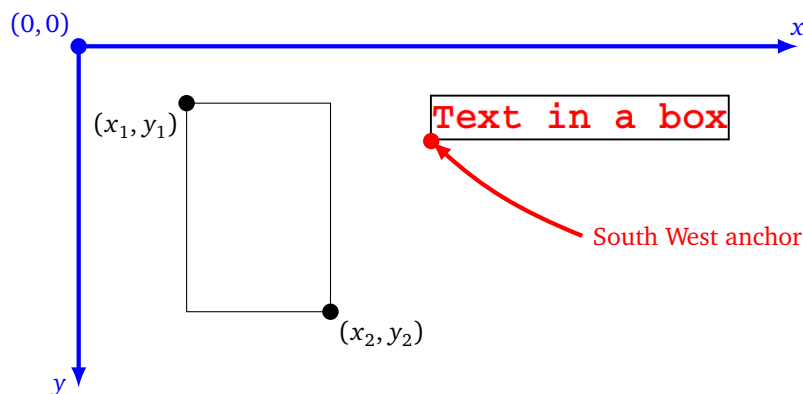 (0, 0)
x
Text in a box
(x₁, y₁)
South West anchor
(x₂, y₂)
y